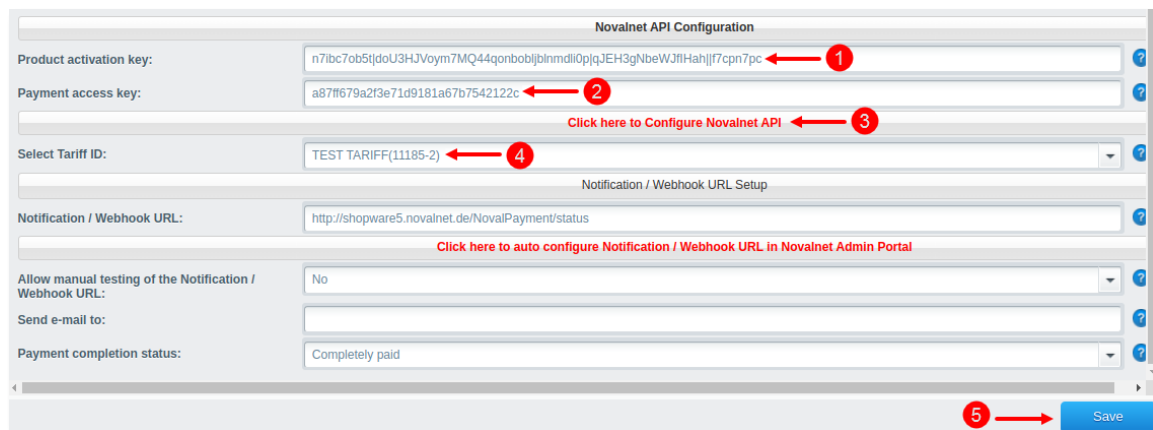 Novalnet API Configuration
Product activation key: n7ibc7ob5t|doU3HJVoym7MQ44qonbobljblnmdli0p|qJEH3gNbeWJfIHah||f7cpn7pc 1 ?
Payment access key: a87ff679a2f3e71d9181a67b7542122c 2 ?
Click here to Configure Novalnet API 3
Select Tariff ID: TEST TARIFF(11185-2) 4 ?
Notification / Webhook URL Setup
Notification / Webhook URL: http://shopware5.novalnet.de/NovalPayment/status ?
Click here to auto configure Notification / Webhook URL in Novalnet Admin Portal
Allow manual testing of the Notification / No ?
Webhook URL:
Send e-mail to: ?
Payment completion status: Completely paid ?
5 Save